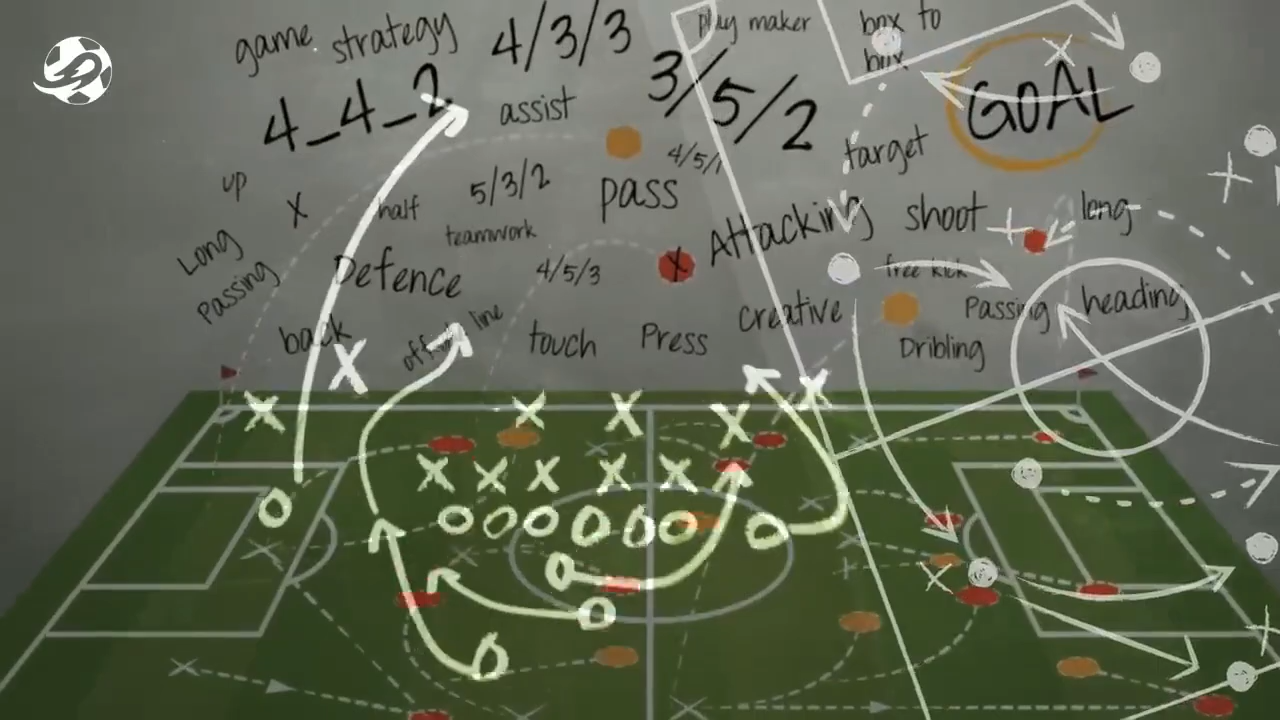 game strategy
4/3/3
play maker
box to
box
4_4_2
assist
3/5/2
GOAL
target
4/5/1
up
X
half
5/3/2
pass
teamwork
Attacking
shoot
long
Long
Passing
Defence
4/5/3
X
free kick
Passing
heading
back
line
touch
Press
creative
Dribling